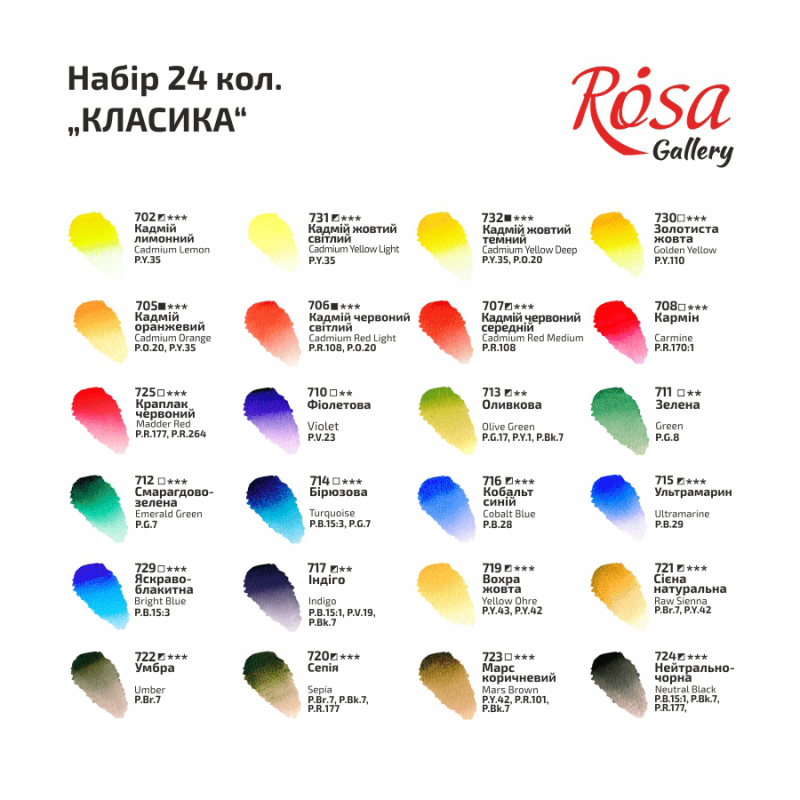 Набір 24 кол.
„КЛАСИКА“
Rósa
Gallery
702 ***
Кадмій
лимонний
Cadmium Lemon
P.Y.35
731 ***
Кадмій жовтий
світлий
Cadmium Yellow Light
P.Y.35
732 ***
Кадмій жовтий
темний
Cadmium Yellow Deep
P.Y.35, P.O.20
730 ***
Золотиста
жовта
Golden Yellow
P.Y.110
705 ***
Кадмій
оранжевий
Cadmium Orange
P.O.20, P.Y.35
706 ***
Кадмій червоний
світлий
Cadmium Red Light
P.R.108, P.O.20
707 ***
Кадмій червоний
середній
Cadmium Red Medium
P.R.108
708 ***
Кармін
Carmine
P.R.170:1
725 ***
Краплак
червоний
Madder Red
P.R.177, P.R.264
710 **
Фіолетова
Violet
P.V.23
713 **
Оливкова
Olive Green
P.G.17, P.Y.1, P.Bk.7
711 **
Зелена
Green
P.G.8
712 ***
Смарагдово-
зелена
Emerald Green
P.G.7
714 ***
Бірюзова
Turquoise
P.B.15:3, P.G.7
716 ***
Кобальт
синій
Cobalt Blue
P.B.28
715 ***
Ультрамарин
Ultramarine
P.B.29
729 ***
Яскраво-
блакитна
Bright Blue
P.B.15:3
717 **
Індіго
Indigo
P.B.15:1, P.V.19,
P.Bk.7
719 ***
Вохра
жовта
Yellow Ohre
P.Y.43, P.Y.42
721 ***
Сієна
натуральна
Raw Sienna
P.Br.7, P.Y.42
722 ***
Умбра
Umber
P.Br.7
720 ***
Сепія
Sepia
P.Br.7, P.Bk.7,
P.R.177
723 ***
Марс
коричневий
Mars Brown
P.Y.42, P.R.101,
P.Bk.7
724 ***
Нейтрально-
чорна
Neutral Black
P.B.15:1, P.Bk.7,
P.R.177,